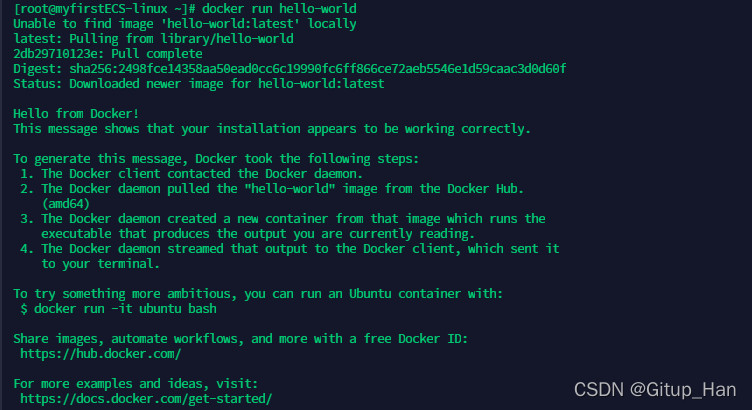 [root@myfirstECS-linux ~]# docker run hello-world
Unable to find image 'hello-world:latest' locally
latest: Pulling from library/hello-world
2db29710123e: Pull complete
Digest: sha256:2498fce14358aa50ead0cc6c19990fc6ff866ce72aeb5546e1d59caac3d0d60f
Status: Downloaded newer image for hello-world:latest

Hello from Docker!
This message shows that your installation appears to be working correctly.

To generate this message, Docker took the following steps:
 1. The Docker client contacted the Docker daemon.
 2. The Docker daemon pulled the "hello-world" image from the Docker Hub.
    (amd64)
 3. The Docker daemon created a new container from that image which runs the
    executable that produces the output you are currently reading.
 4. The Docker daemon streamed that output to the Docker client, which sent it
    to your terminal.

To try something more ambitious, you can run an Ubuntu container with:
 $ docker run -it ubuntu bash

Share images, automate workflows, and more with a free Docker ID:
 https://hub.docker.com/

For more examples and ideas, visit:
 https://docs.docker.com/get-started/
CSDN @Gitup_Han